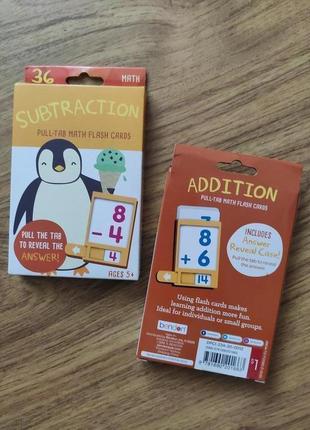 36
MATH
SUBTRACTION
PULL-TAB MATH FLASH CARDS
8
- 4
4
PULL THE TAB
TO REVEAL THE
ANSWER!
AGES 5+
ADDITION
PULL-TAB MATH FLASH CARDS
8
+ 6
14
INCLUDES
Answer
Reveal Case!
Pull the tab to reveal
the answer.
Using flash cards makes
learning addition more fun.
Ideal for individuals or small groups.
bendon
$1